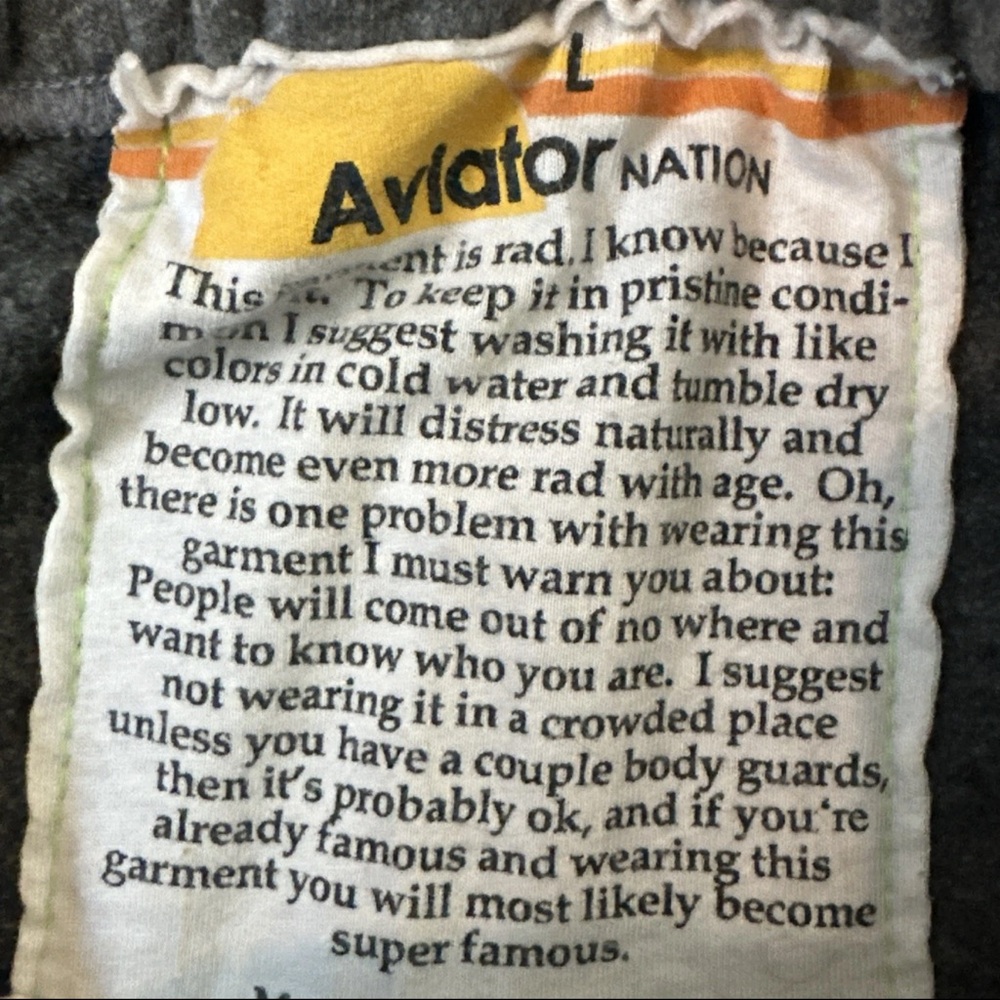 L
Aviator NATION
This is rad. I know because I
it. To keep it in pristine condi-
I suggest washing it with like
colors in cold water and tumble dry
low. It will distress naturally and
become even more rad with age. Oh,
there is one problem with wearing this
garment I must warn you about:
People will come out of no where and
want to know who you are. I suggest
not wearing it in a crowded place
unless you have a couple body guards,
then it's probably ok, and if you're
already famous and wearing this
garment you will most likely become
super famous.